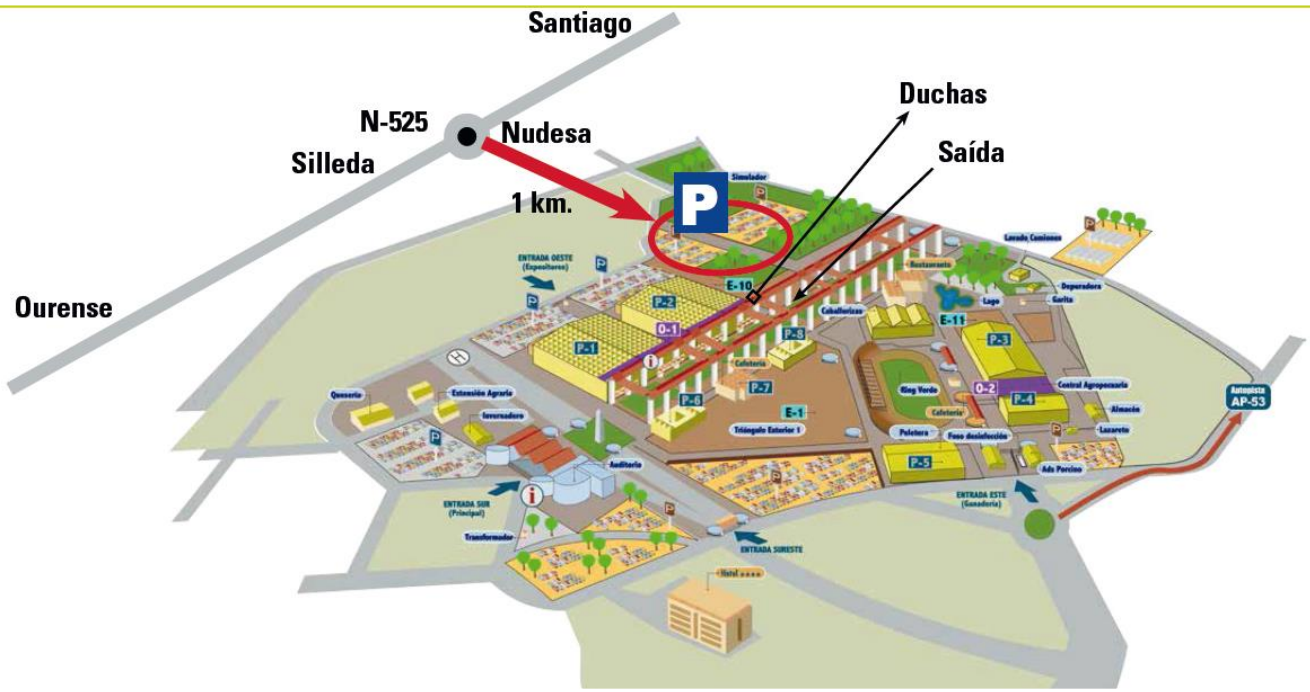 Santiago
N-525
Nudesa
Silleda
1 km.
Ourense
Duchas
Saída
P
Simulador
P
P
ENTRADA OESTE
(Expositores)
P
P
E-10
P-2
O-1
P-1
i
P-8
Cafetería
P-7
P-6
E-1
Triángulo Exterior 1
Restaurante
Caballerizas
Lago
E-11
Lavado Camiones
P
Depuradora
Garita
P-3
Ring Verde
O-2
Central Agropecuaria
P-4
Cafetería
Almacén
Lazareto
Peletera
Foso desinfección
P-5
Ads Porcino
P
Autopista
AP-53
ENTRADA ESTE
(Ganadería)
H
Quesería
Extensión Agraria
Invernadero
P
Auditorio
ENTRADA SUR
(Principal)
i
Transformador
P
P
ENTRADA SURESTE
Hotel ★★★★